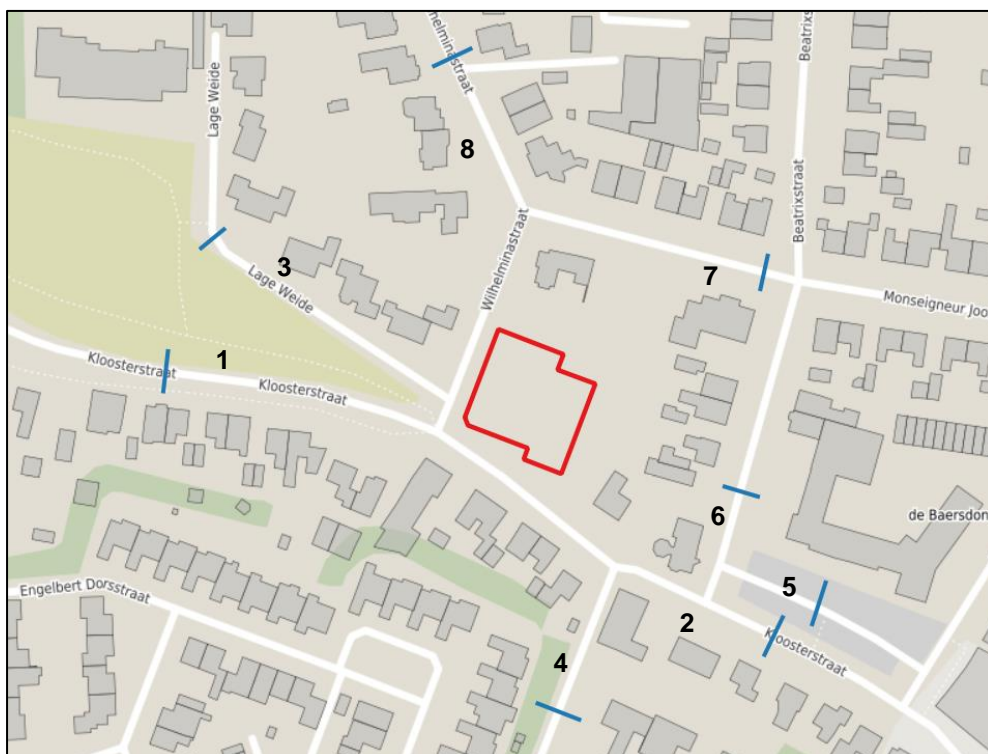 helminastraat
Beatrixstraat
Lage Weide
8
Wilhelminastraat
Beatrixstraat
3
Lage Weide
7
Monseigneur Joo
1
Kloosterstraat
Kloosterstraat
6
de Baersdon
Engelbert Dorsstraat
5
2
Kloosterstraat
4